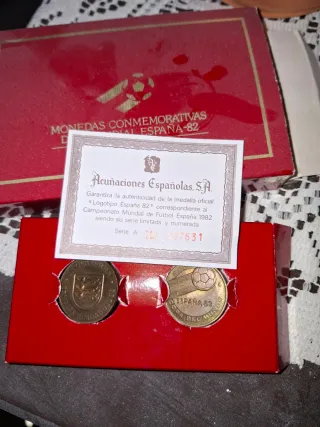 MONEDAS CONMEMORATIVAS
ESPAÑA-82
Acuñaciones Españolas, S.A.
Garantiza la autenticidad de la medalla oficial
«Logotipo España 82» correspondiente al
Campeonato Mundial de Fútbol España 1982
siendo su serie limitada y numerada.
Serie A
ESPAÑA 82